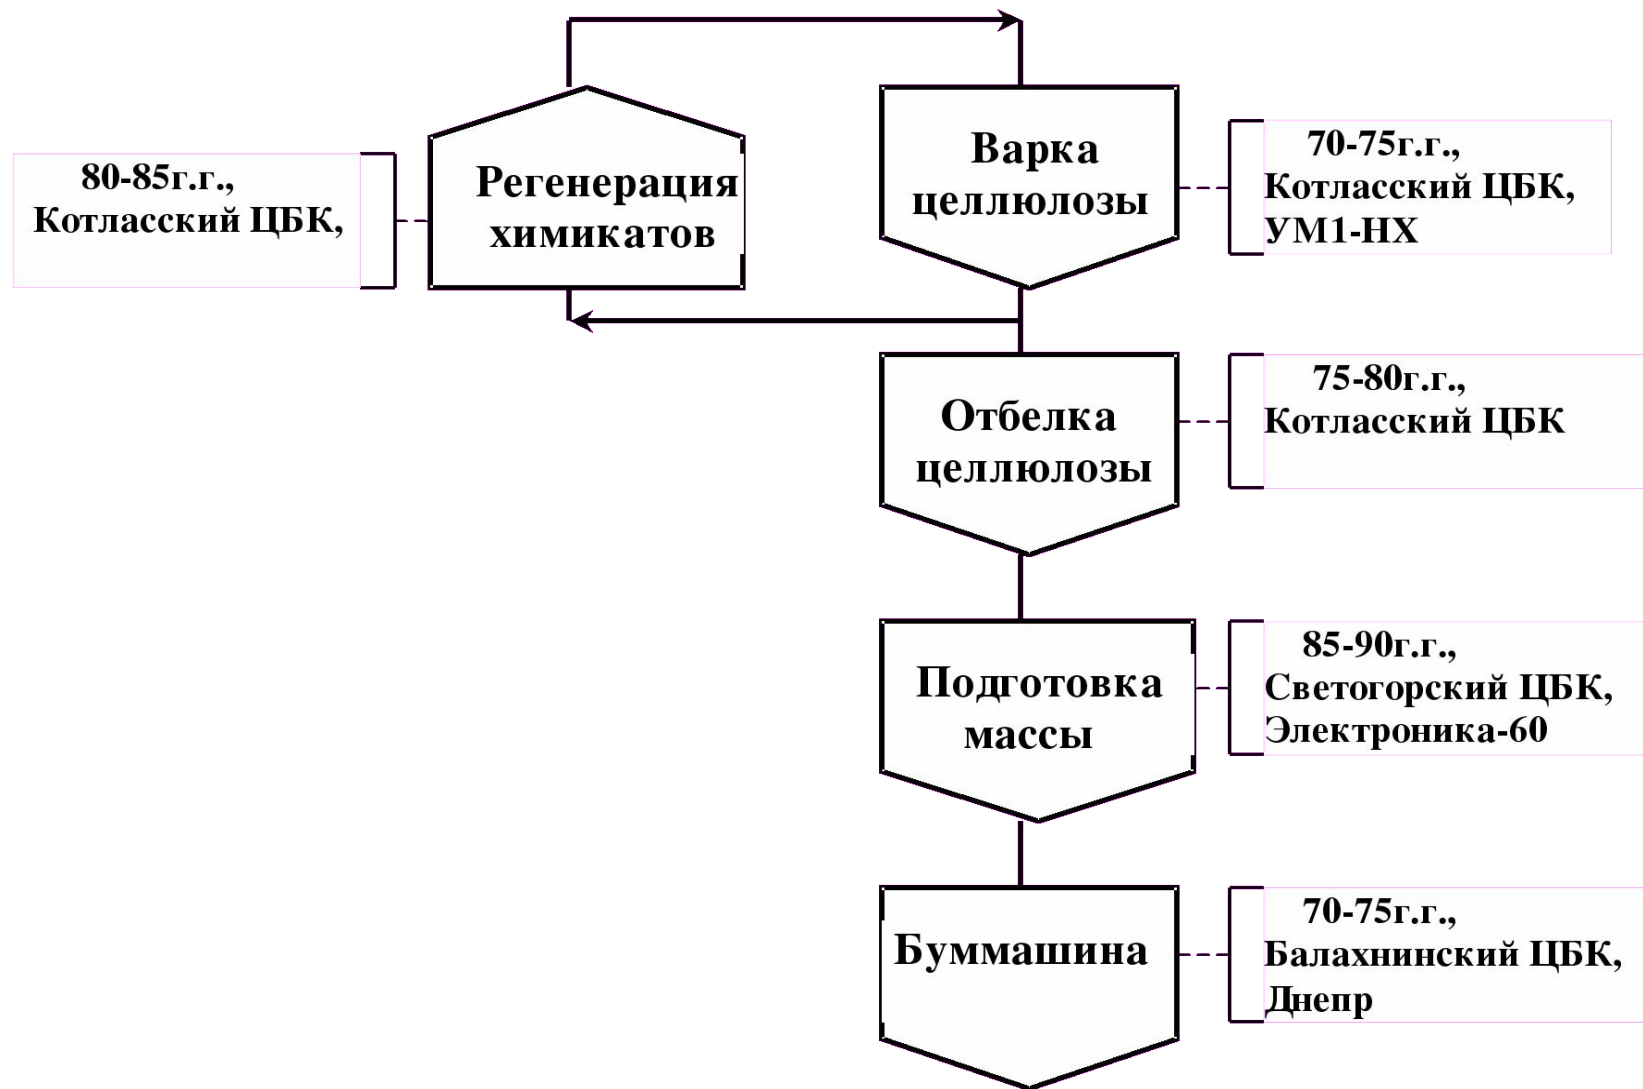 80-85г.г.,
Котласский ЦБК,
Регенерация
химикатов
Варка
целлюлозы
70-75г.г.,
Котласский ЦБК,
УМ1-НХ
Отбелка
целлюлозы
75-80г.г.,
Котласский ЦБК
Подготовка
массы
85-90г.г.,
Светогорский ЦБК,
Электроника-60
Буммашина
70-75г.г.,
Балахнинский ЦБК,
Днепр